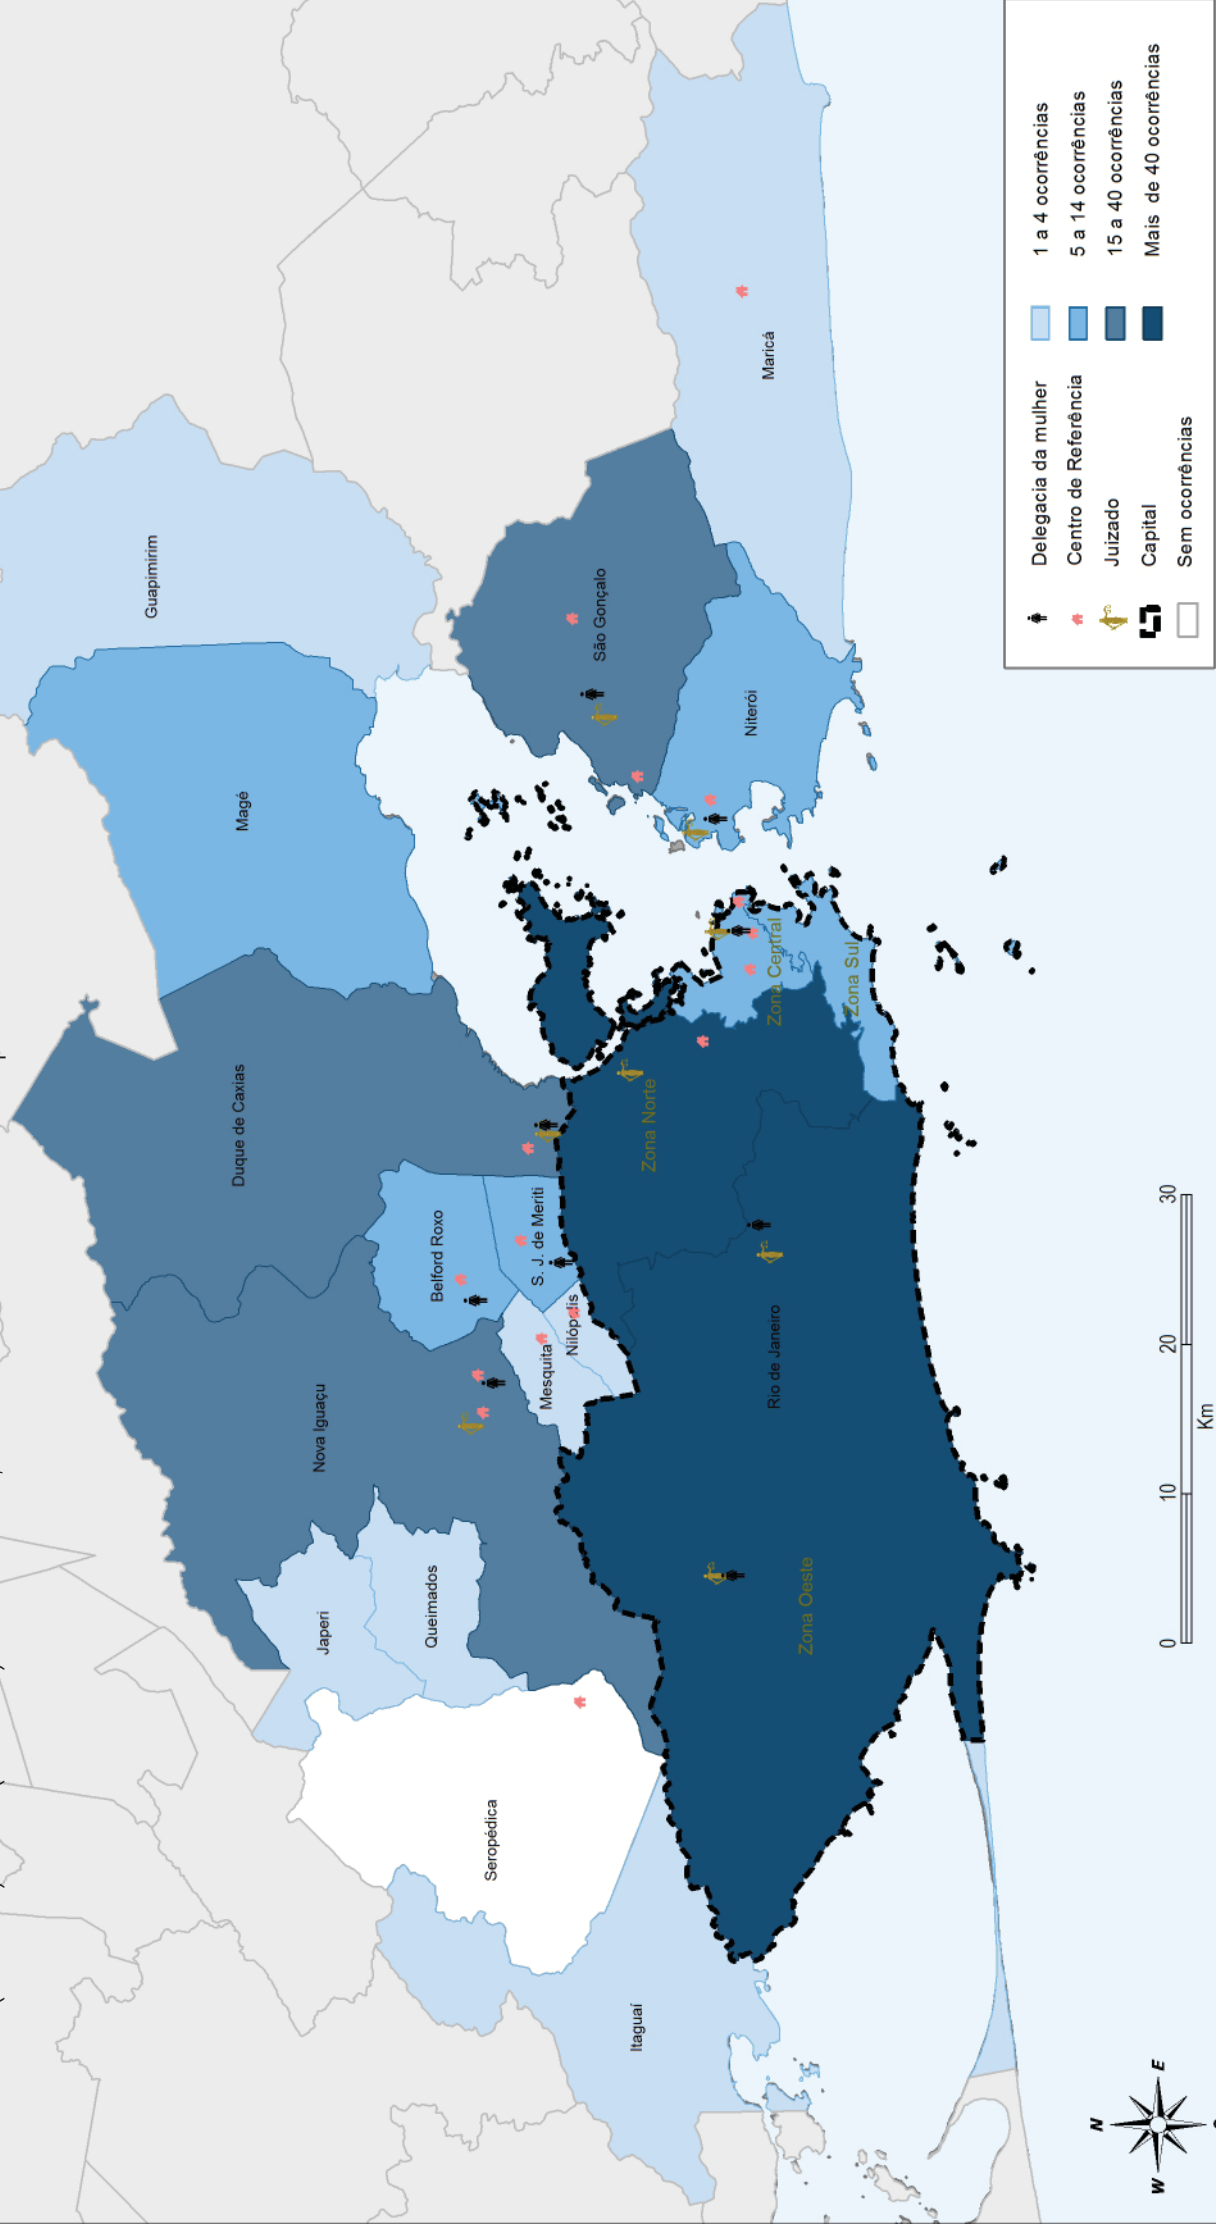 Guapimirim
Magé
Duque de Caxias
Nova Iguaçu
Japeri
Queimados
Belford Roxo
S. J. de Meriti
Mesquita
Nilópolis
Seropédica
Itaguaí
São Gonçalo
Niterói
Maricá
Zona Norte
Zona Central
Zona Sul
Rio de Janeiro
Zona Oeste
N
W
E
0
10
20
30
Km
Delegacia da mulher
Centro de Referência
Juizado
Capital
Sem ocorrências
1 a 4 ocorrências
5 a 14 ocorrências
15 a 40 ocorrências
Mais de 40 ocorrências